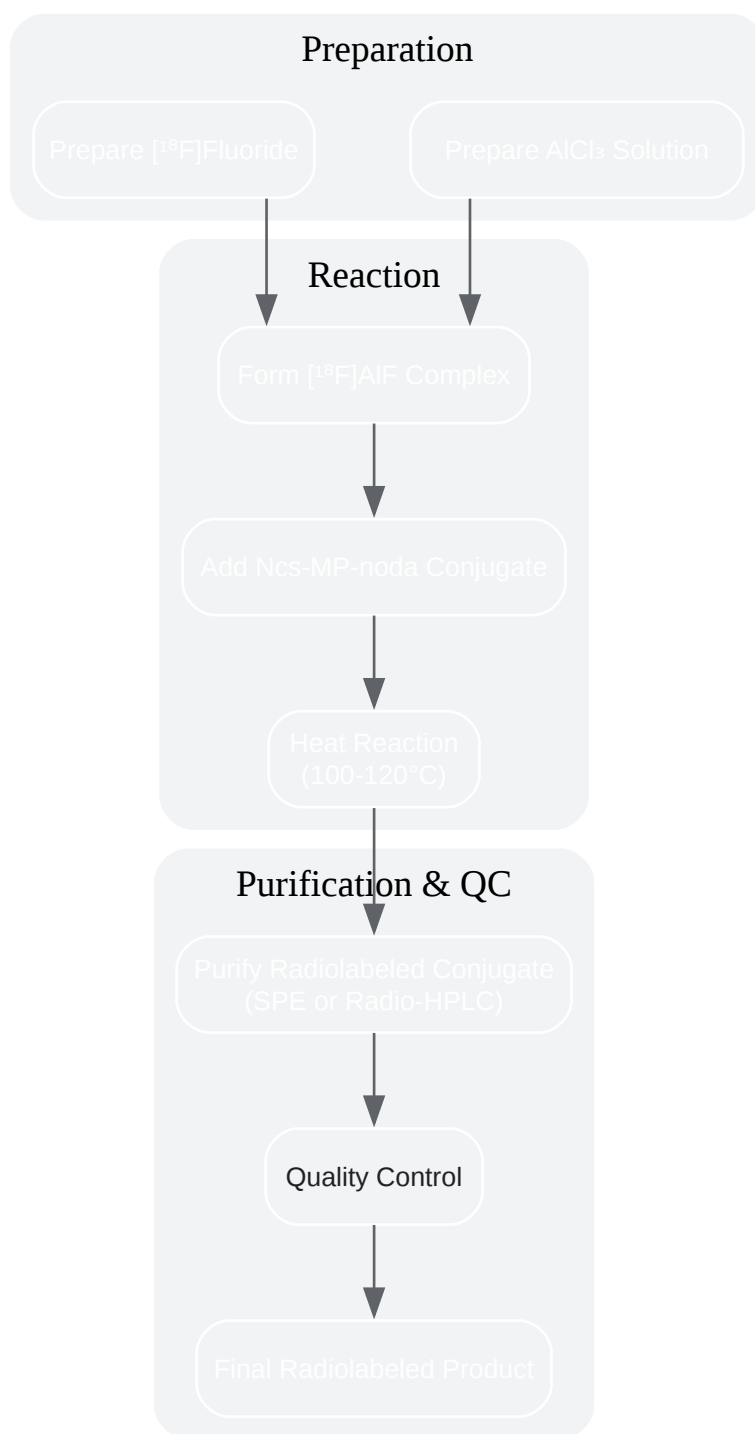 Preparation
Prepare [¹⁸F]Fluoride
Prepare AlCl₃ Solution
Reaction
Form [¹⁸F]AlF Complex
Add Ncs-MP-noda Conjugate
Heat Reaction
(100-120°C)
Purification & QC
Purify Radiolabeled Conjugate
(SPE or Radio-HPLC)
Quality Control
Final Radiolabeled Product